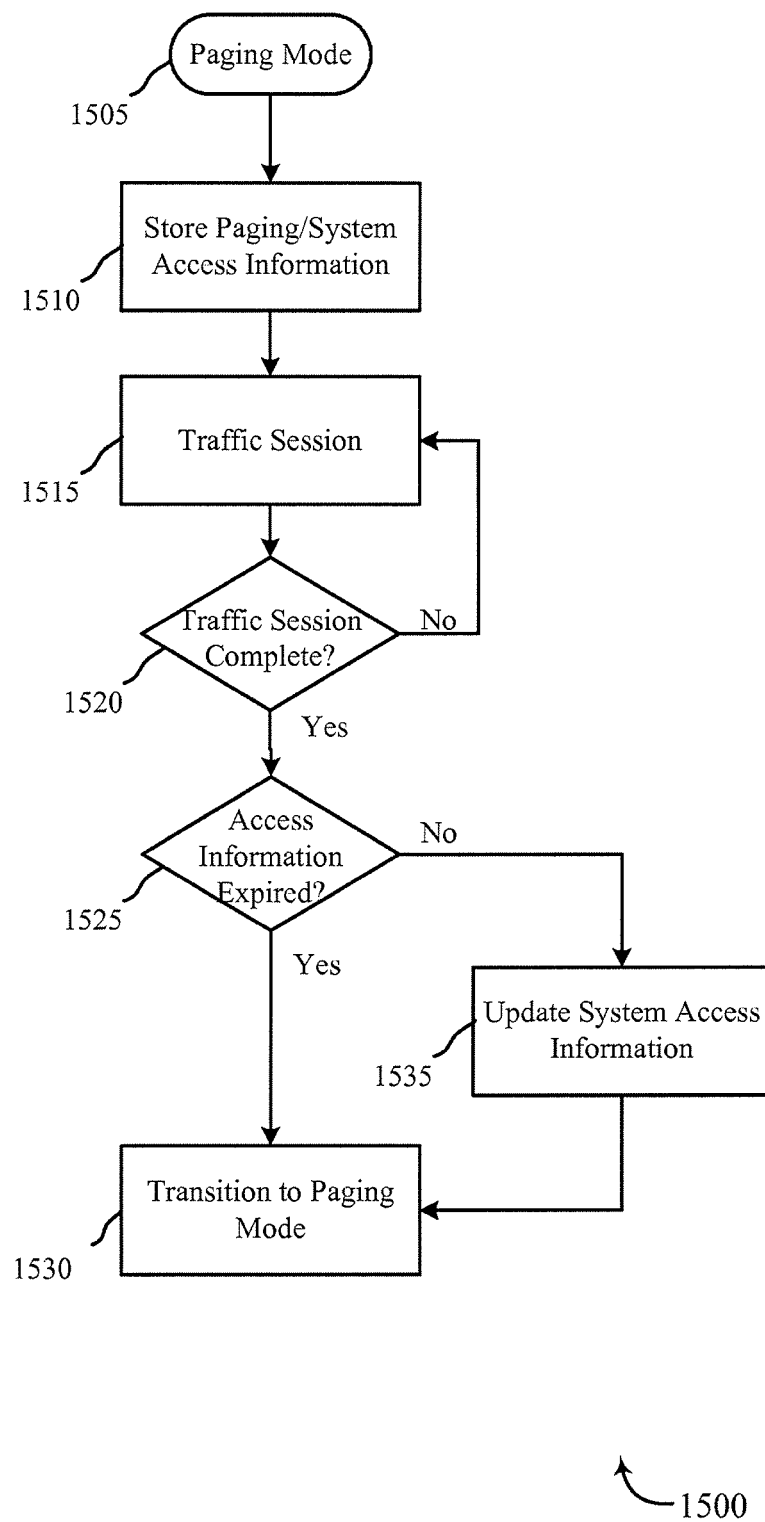 Paging Mode
1505
Store Paging/System
Access Information
1510
Traffic Session
1515
Traffic Session
Complete?
No
1520
Yes
Access
Information
Expired?
No
1525
Yes
Update System Access
Information
1535
Transition to Paging
Mode
1530
1500